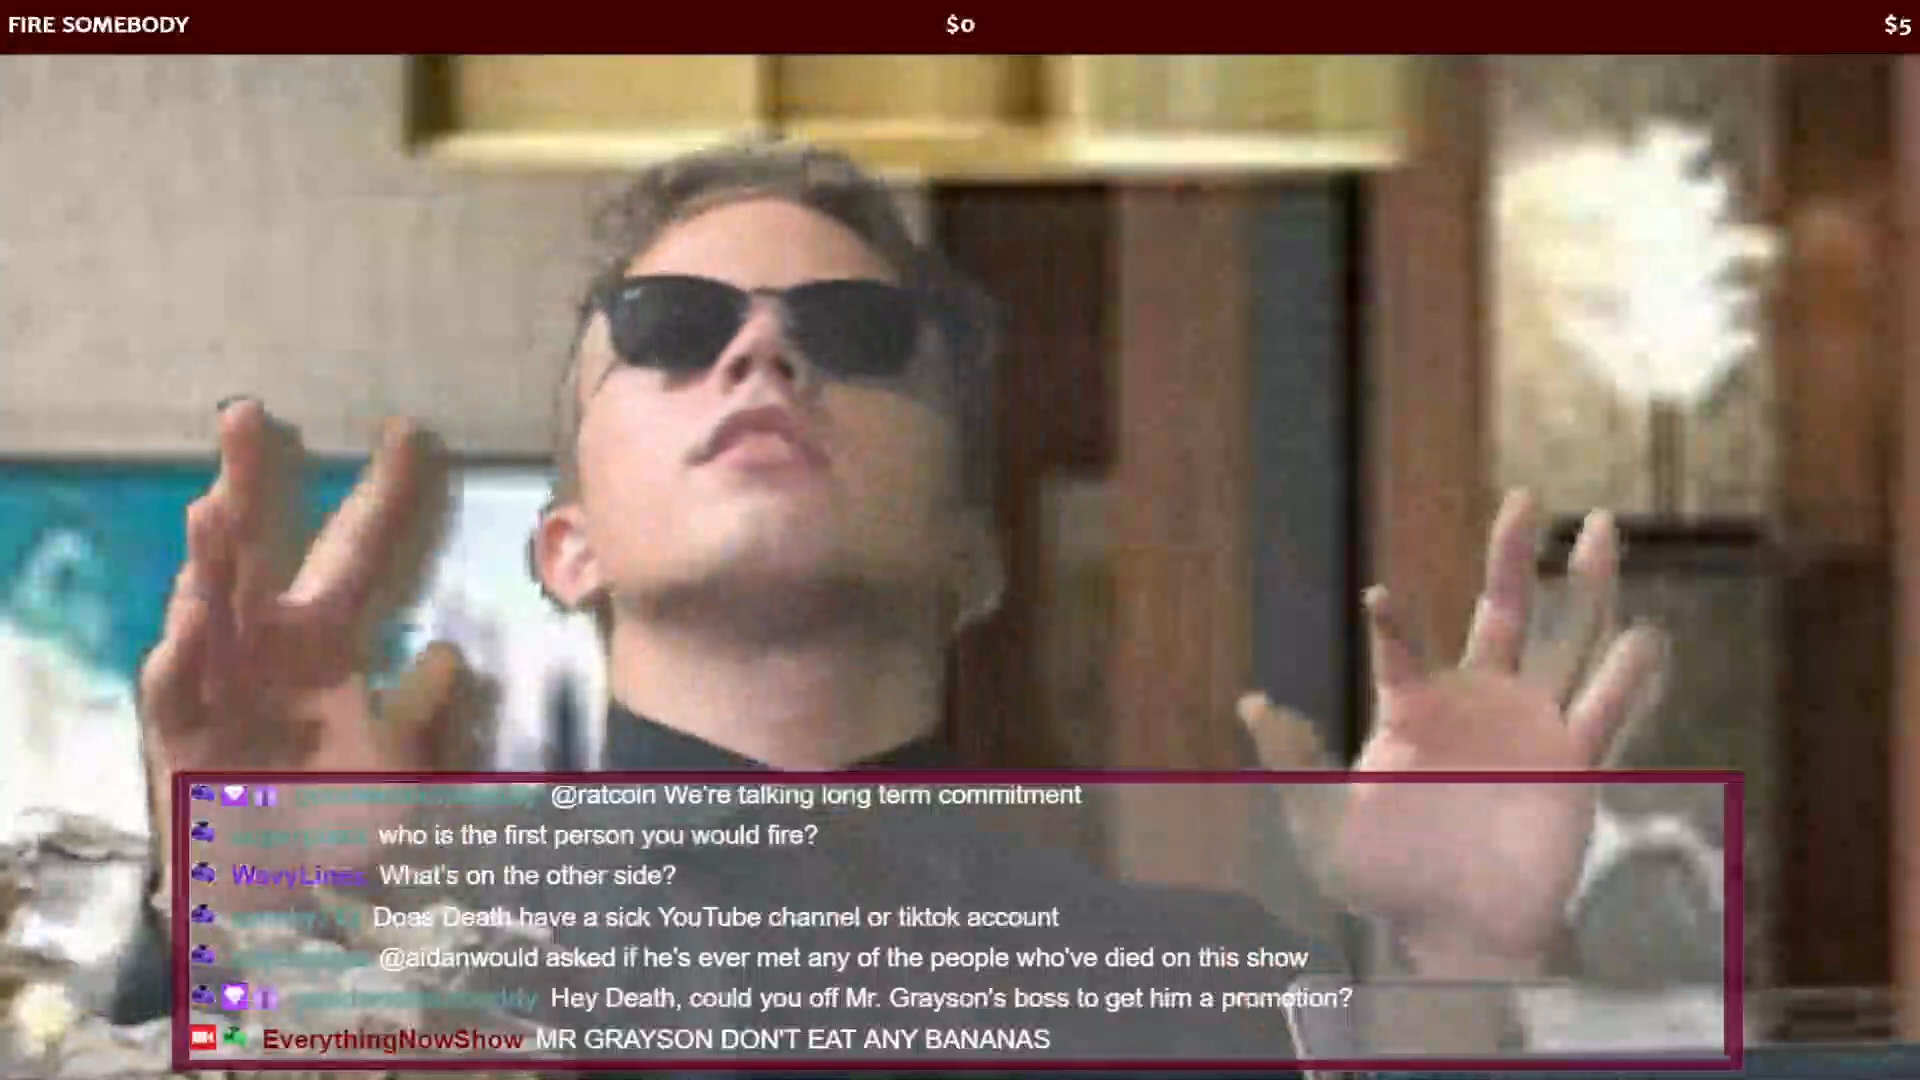 FIRE SOMEBODY $0 $5
@ratcoin We're talking long term commitment
who is the first person you would fire?
WavyLines What's on the other side?
Doas Death have a sick YouTube channel or tiktok account
@aidanwould asked if he's ever met any of the people who've died on this show
Hey Death, could you off Mr. Grayson's boss to get him a promotion?
EverythingNowShow MR GRAYSON DON'T EAT ANY BANANAS